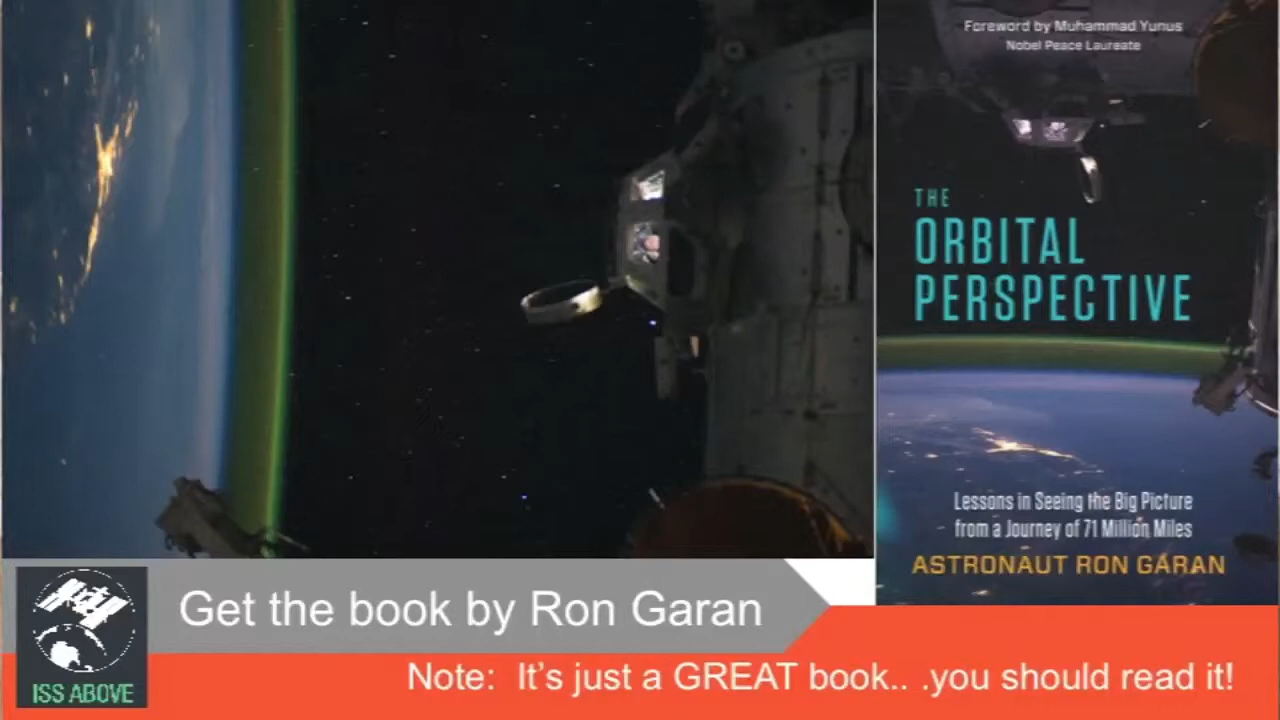 Foreword by Muhammad Yunus
Nobel Peace Laureate
THE
ORBITAL
PERSPECTIVE
Lessons in Seeing the Big Picture
from a Journey of 71 Million Miles
ASTRONAUT RON GARAN
Get the book by Ron Garan
Note:  It’s just a GREAT book.. .you should read it!
ISS ABOVE